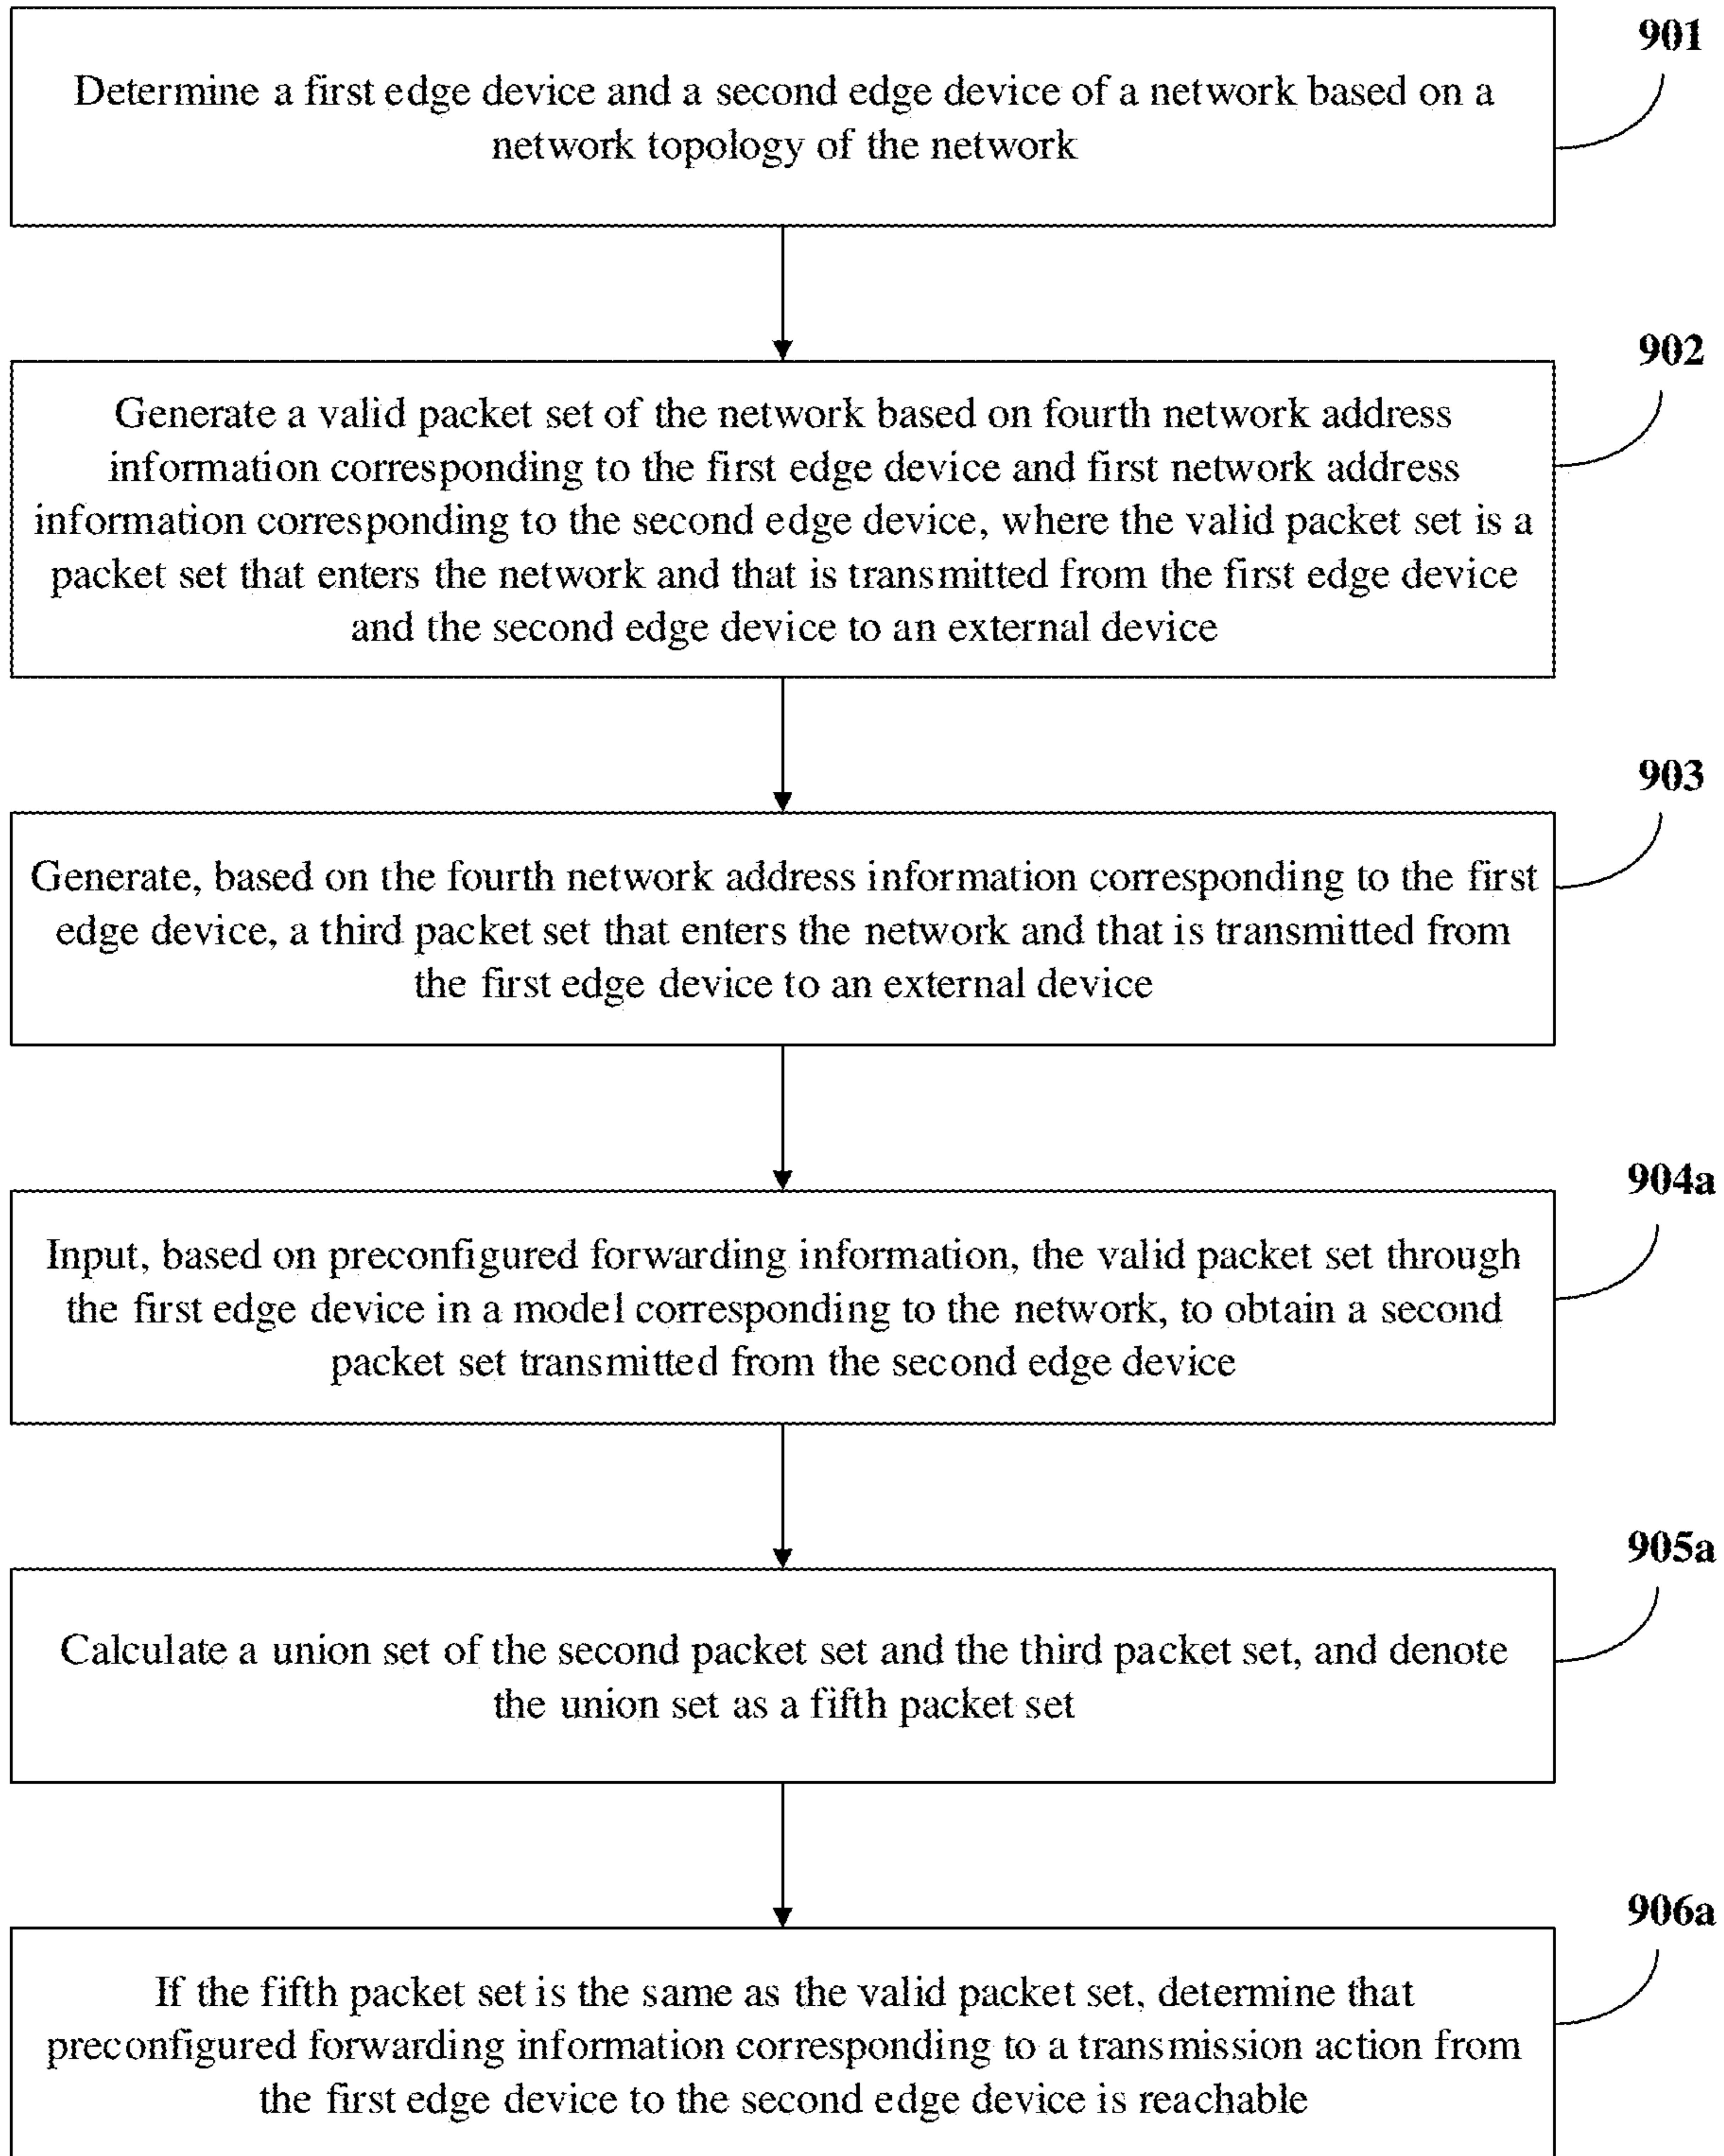 901
Determine a first edge device and a second edge device of a network based on a
network topology of the network
902
Generate a valid packet set of the network based on fourth network address
information corresponding to the first edge device and first network address
information corresponding to the second edge device, where the valid packet set is a
packet set that enters the network and that is transmitted from the first edge device
and the second edge device to an external device
903
Generate, based on the fourth network address information corresponding to the first
edge device, a third packet set that enters the network and that is transmitted from
the first edge device to an external device
904a
Input, based on preconfigured forwarding information, the valid packet set through
the first edge device in a model corresponding to the network, to obtain a second
packet set transmitted from the second edge device
905a
Calculate a union set of the second packet set and the third packet set, and denote
the union set as a fifth packet set
906a
If the fifth packet set is the same as the valid packet set, determine that
preconfigured forwarding information corresponding to a transmission action from
the first edge device to the second edge device is reachable